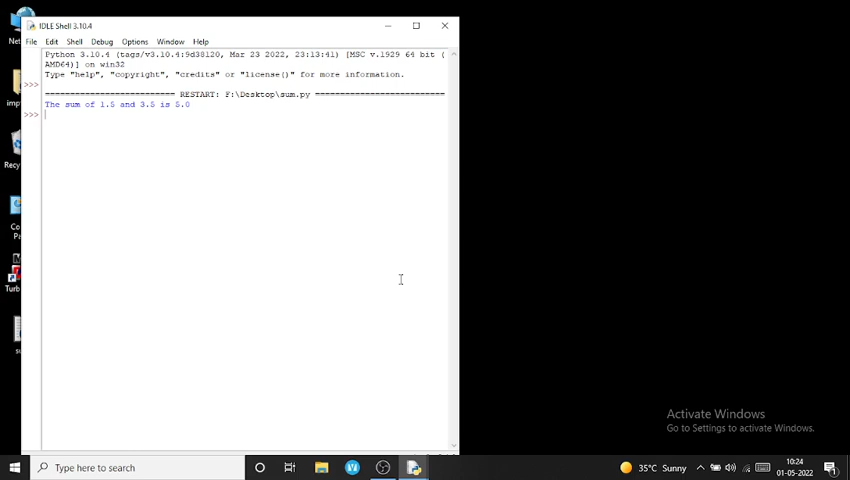 IDLE Shell 3.10.4
File Edit Shell Debug Options Window Help
Python 3.10.4 (tags/v3.10.4:9d38120, Mar 23 2022, 23:13:41) [MSC v.1929 64 bit (
AMD64)] on win32
Type "help", "copyright", "credits" or "license()" for more information.
>>>
========================= RESTART: F:\Desktop\sum.py =========================
The sum of 1.5 and 3.5 is 5.0
>>>
Activate Windows
Go to Settings to activate Windows.
Type here to search
35°C Sunny
10:24
01-05-2022